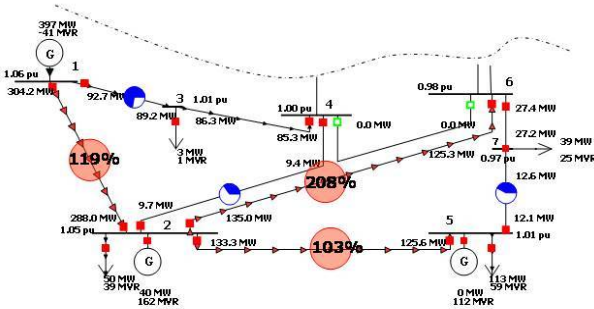 397 MW
-41 MVR
G
1
1.06 pu
304.2 MW
92.7 MW
3
1.01 pu
89.2 MW
86.3 MW
3 MW
1 MVR
4
1.00 pu
0.0 MW
85.3 MW
6
0.98 pu
27.4 MW
0.0 MW
27.2 MW
7
0.97 pu
39 MW
25 MVR
12.6 MW
119%
9.4 MW
125.3 MW
208%
9.7 MW
135.0 MW
288.0 MW
2
1.05 pu
133.3 MW
103%
125.6 MW
5
12.1 MW
1.01 pu
G
G
50 MW
39 MVR
40 MW
162 MVR
0 MW
112 MVR
113 MW
59 MVR